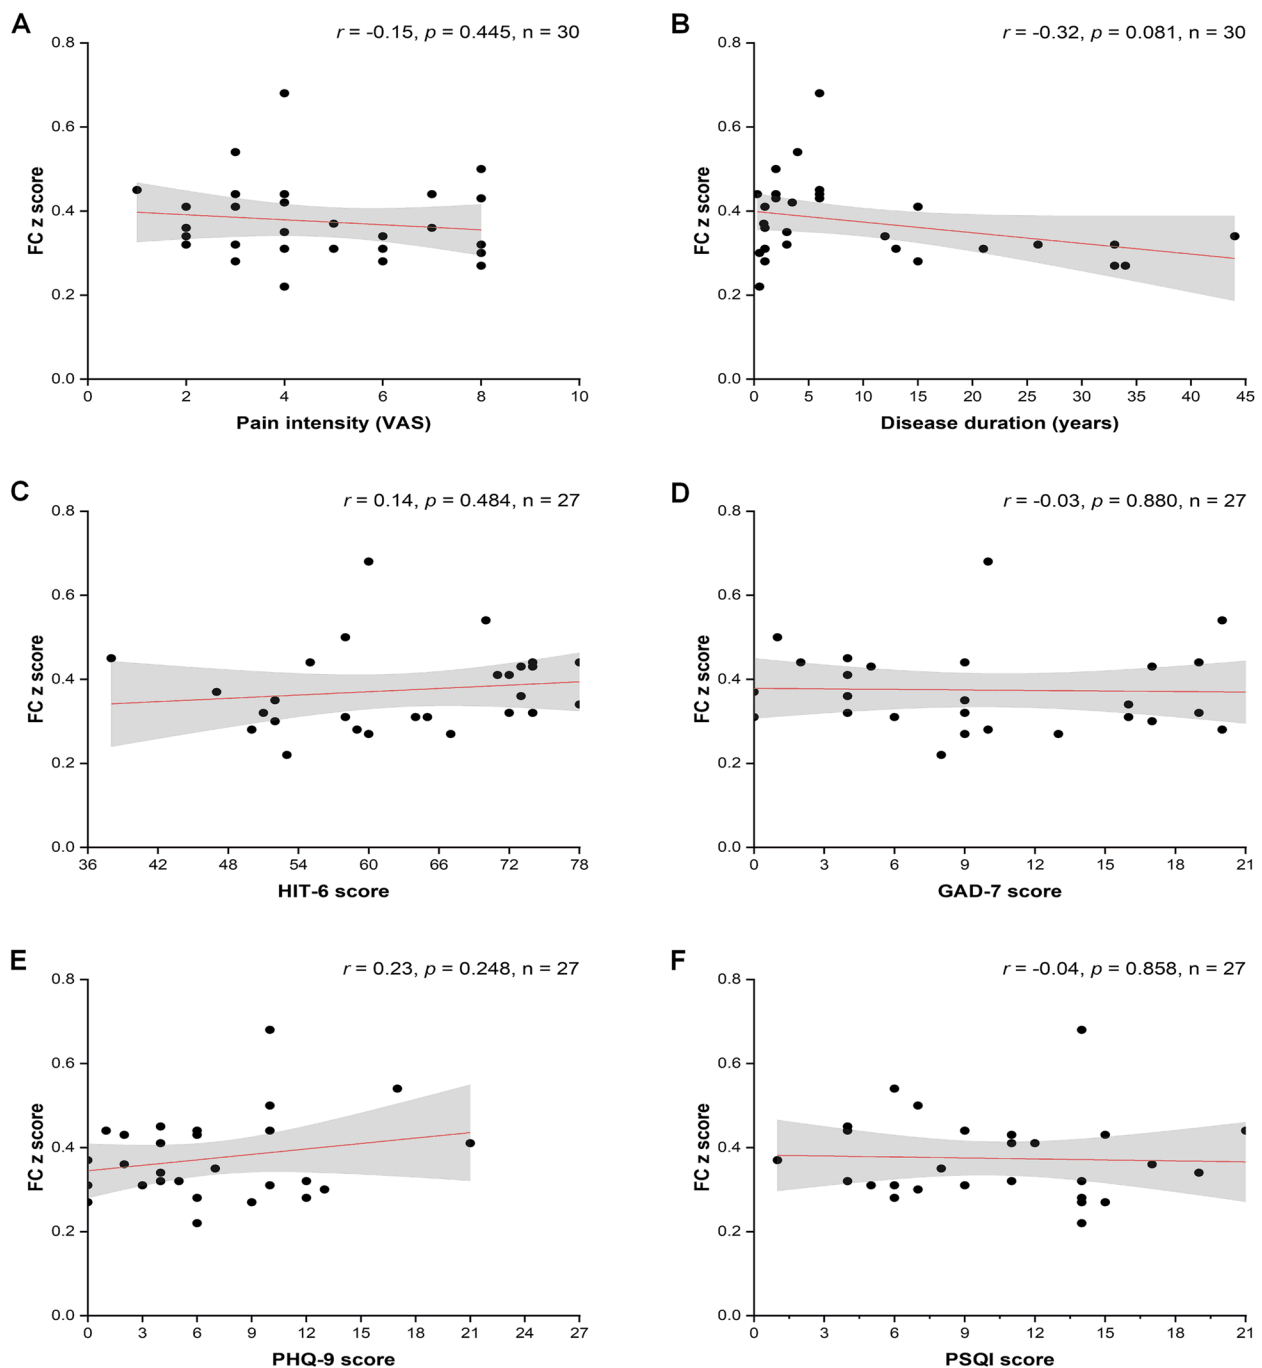 A
r = -0.15, p = 0.445, n = 30
0.8
0.6
0.4
0.2
0.0
FC z score
0 2 4 6 8 10
Pain intensity (VAS)
B
r = -0.32, p = 0.081, n = 30
0.8
0.6
0.4
0.2
0.0
FC z score
0 5 10 15 20 25 30 35 40 45
Disease duration (years)
C
r = 0.14, p = 0.484, n = 27
0.8
0.6
0.4
0.2
0.0
FC z score
36 42 48 54 60 66 72 78
HIT-6 score
D
r = -0.03, p = 0.880, n = 27
0.8
0.6
0.4
0.2
0.0
FC z score
0 3 6 9 12 15 18 21
GAD-7 score
E
r = 0.23, p = 0.248, n = 27
0.8
0.6
0.4
0.2
0.0
FC z score
0 3 6 9 12 15 18 21 24 27
PHQ-9 score
F
r = -0.04, p = 0.858, n = 27
0.8
0.6
0.4
0.2
0.0
FC z score
0 3 6 9 12 15 18 21
PSQI score